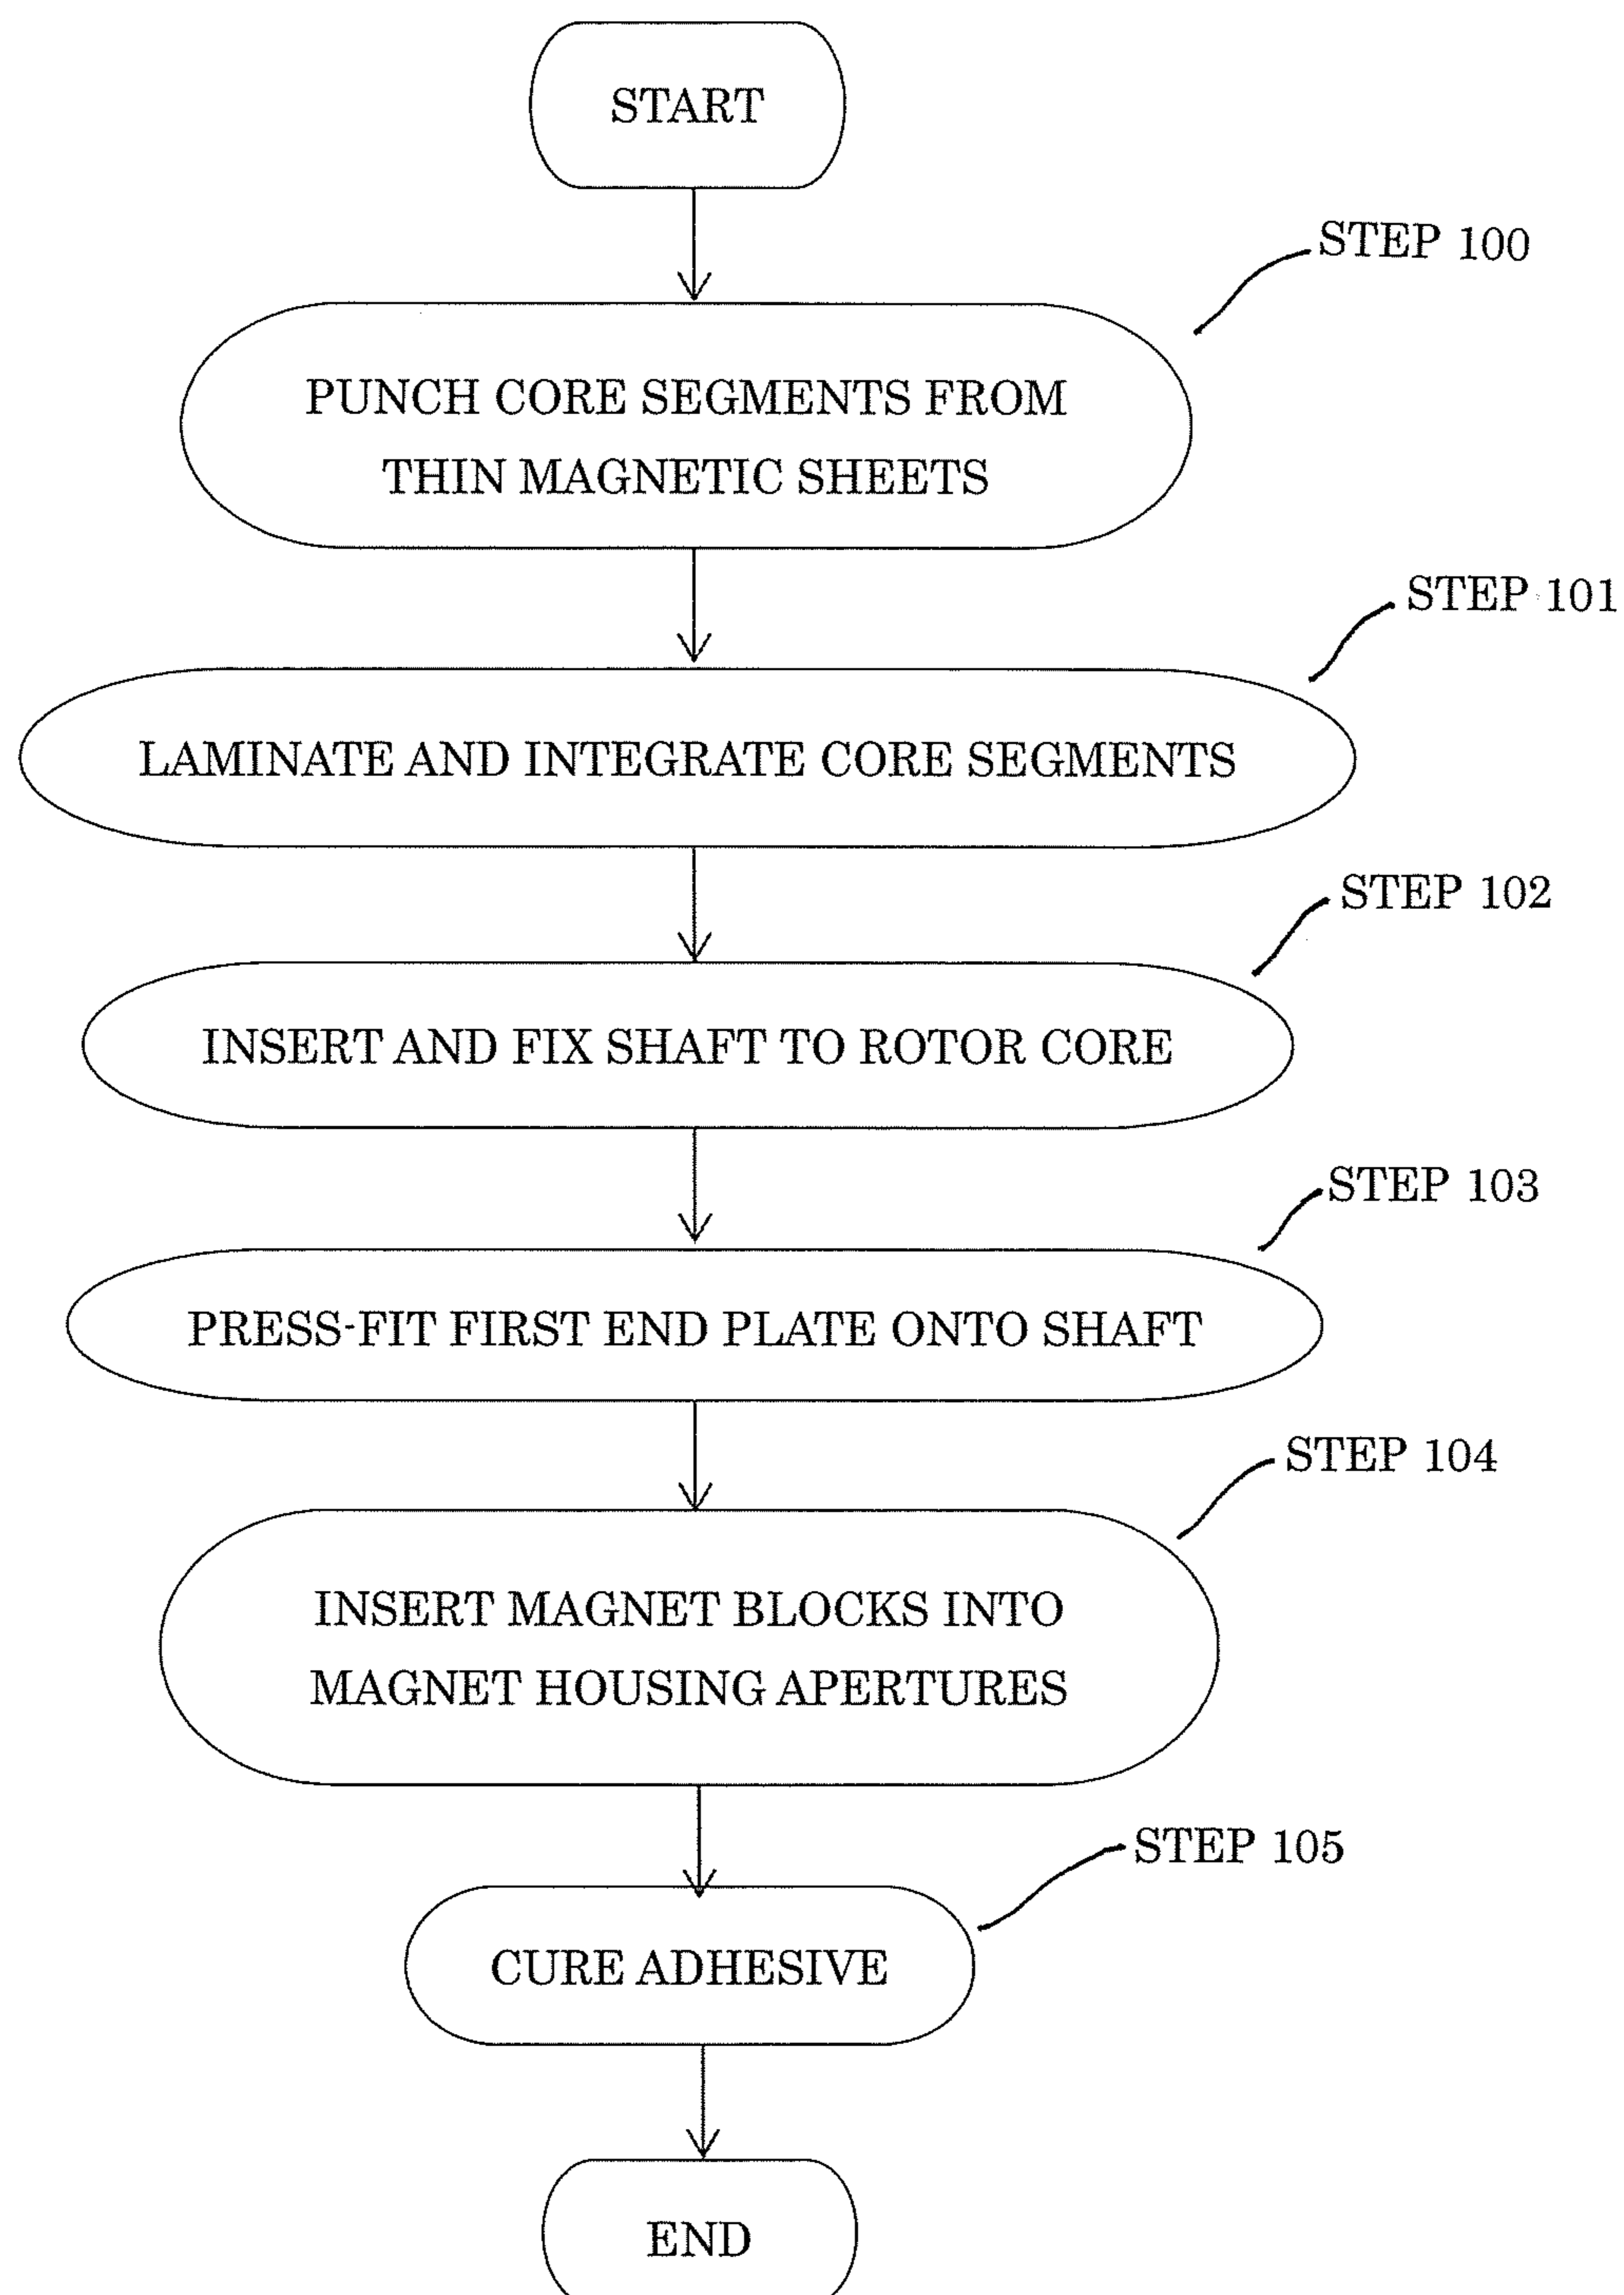 START
STEP 100
PUNCH CORE SEGMENTS FROM
THIN MAGNETIC SHEETS
STEP 101
LAMINATE AND INTEGRATE CORE SEGMENTS
STEP 102
INSERT AND FIX SHAFT TO ROTOR CORE
STEP 103
PRESS-FIT FIRST END PLATE ONTO SHAFT
STEP 104
INSERT MAGNET BLOCKS INTO
MAGNET HOUSING APERTURES
STEP 105
CURE ADHESIVE
END